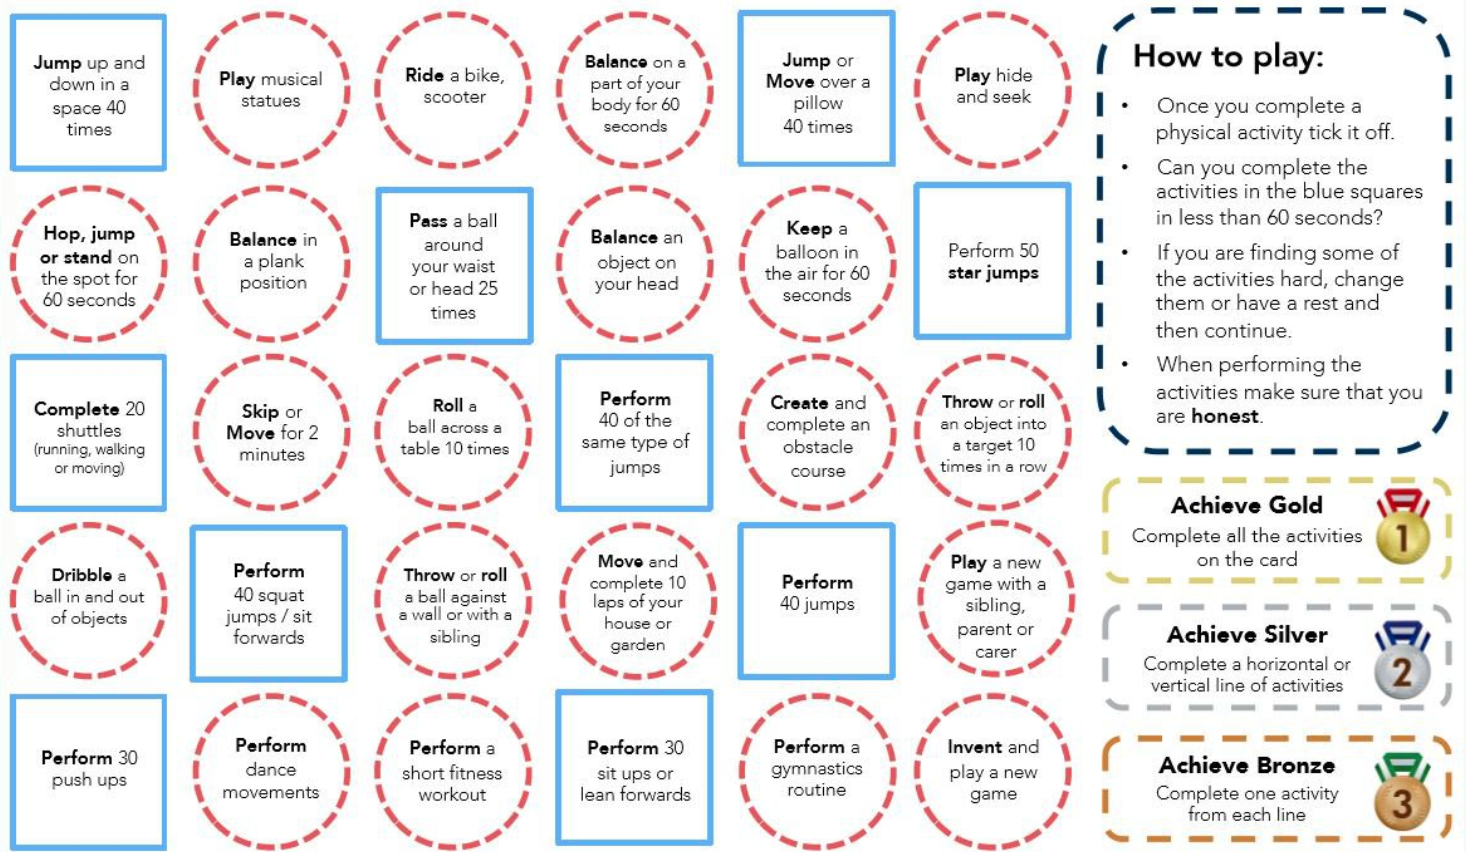 Jump up and
down in a
space 40
times
Play musical
statues
Ride a bike,
scooter
Balance on a
part of your
body for 60
seconds
Jump or
Move over a
pillow
40 times
Play hide
and seek
Hop, jump
or stand on
the spot for
60 seconds
Balance in
a plank
position
Pass a ball
around
your waist
or head 25
times
Balance an
object on
your head
Keep a
balloon in
the air for 60
seconds
Perform 50
star jumps
Complete 20
shuttles
(running, walking
or moving)
Skip or
Move for 2
minutes
Roll a
ball across a
table 10 times
Perform
40 of the
same type of
jumps
Create and
complete an
obstacle
course
Throw or roll
an object into
a target 10
times in a row
Dribble a
ball in and out
of objects
Perform
40 squat
jumps / sit
forwards
Throw or roll
a ball against
a wall or with a
sibling
Move and
complete 10
laps of your
house or
garden
Perform
40 jumps
Play a new
game with a
sibling,
parent or
carer
Perform 30
push ups
Perform
dance
movements
Perform a
short fitness
workout
Perform 30
sit ups or
lean forwards
Perform a
gymnastics
routine
Invent and
play a new
game
How to play:
• Once you complete a
physical activity tick it off.
• Can you complete the
activities in the blue squares
in less than 60 seconds?
• If you are finding some of
the activities hard, change
them or have a rest and
then continue.
• When performing the
activities make sure that you
are honest.
Achieve Gold
Complete all the activities
on the card
1
Achieve Silver
Complete a horizontal or
vertical line of activities
2
Achieve Bronze
Complete one activity
from each line
3